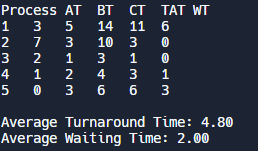 Process AT BT CT TAT WT
1 3 5 14 11 6
2 7 3 10 3 0
3 2 1 3 1 0
4 1 2 4 3 1
5 0 3 6 6 3
Average Turnaround Time: 4.80
Average Waiting Time: 2.00